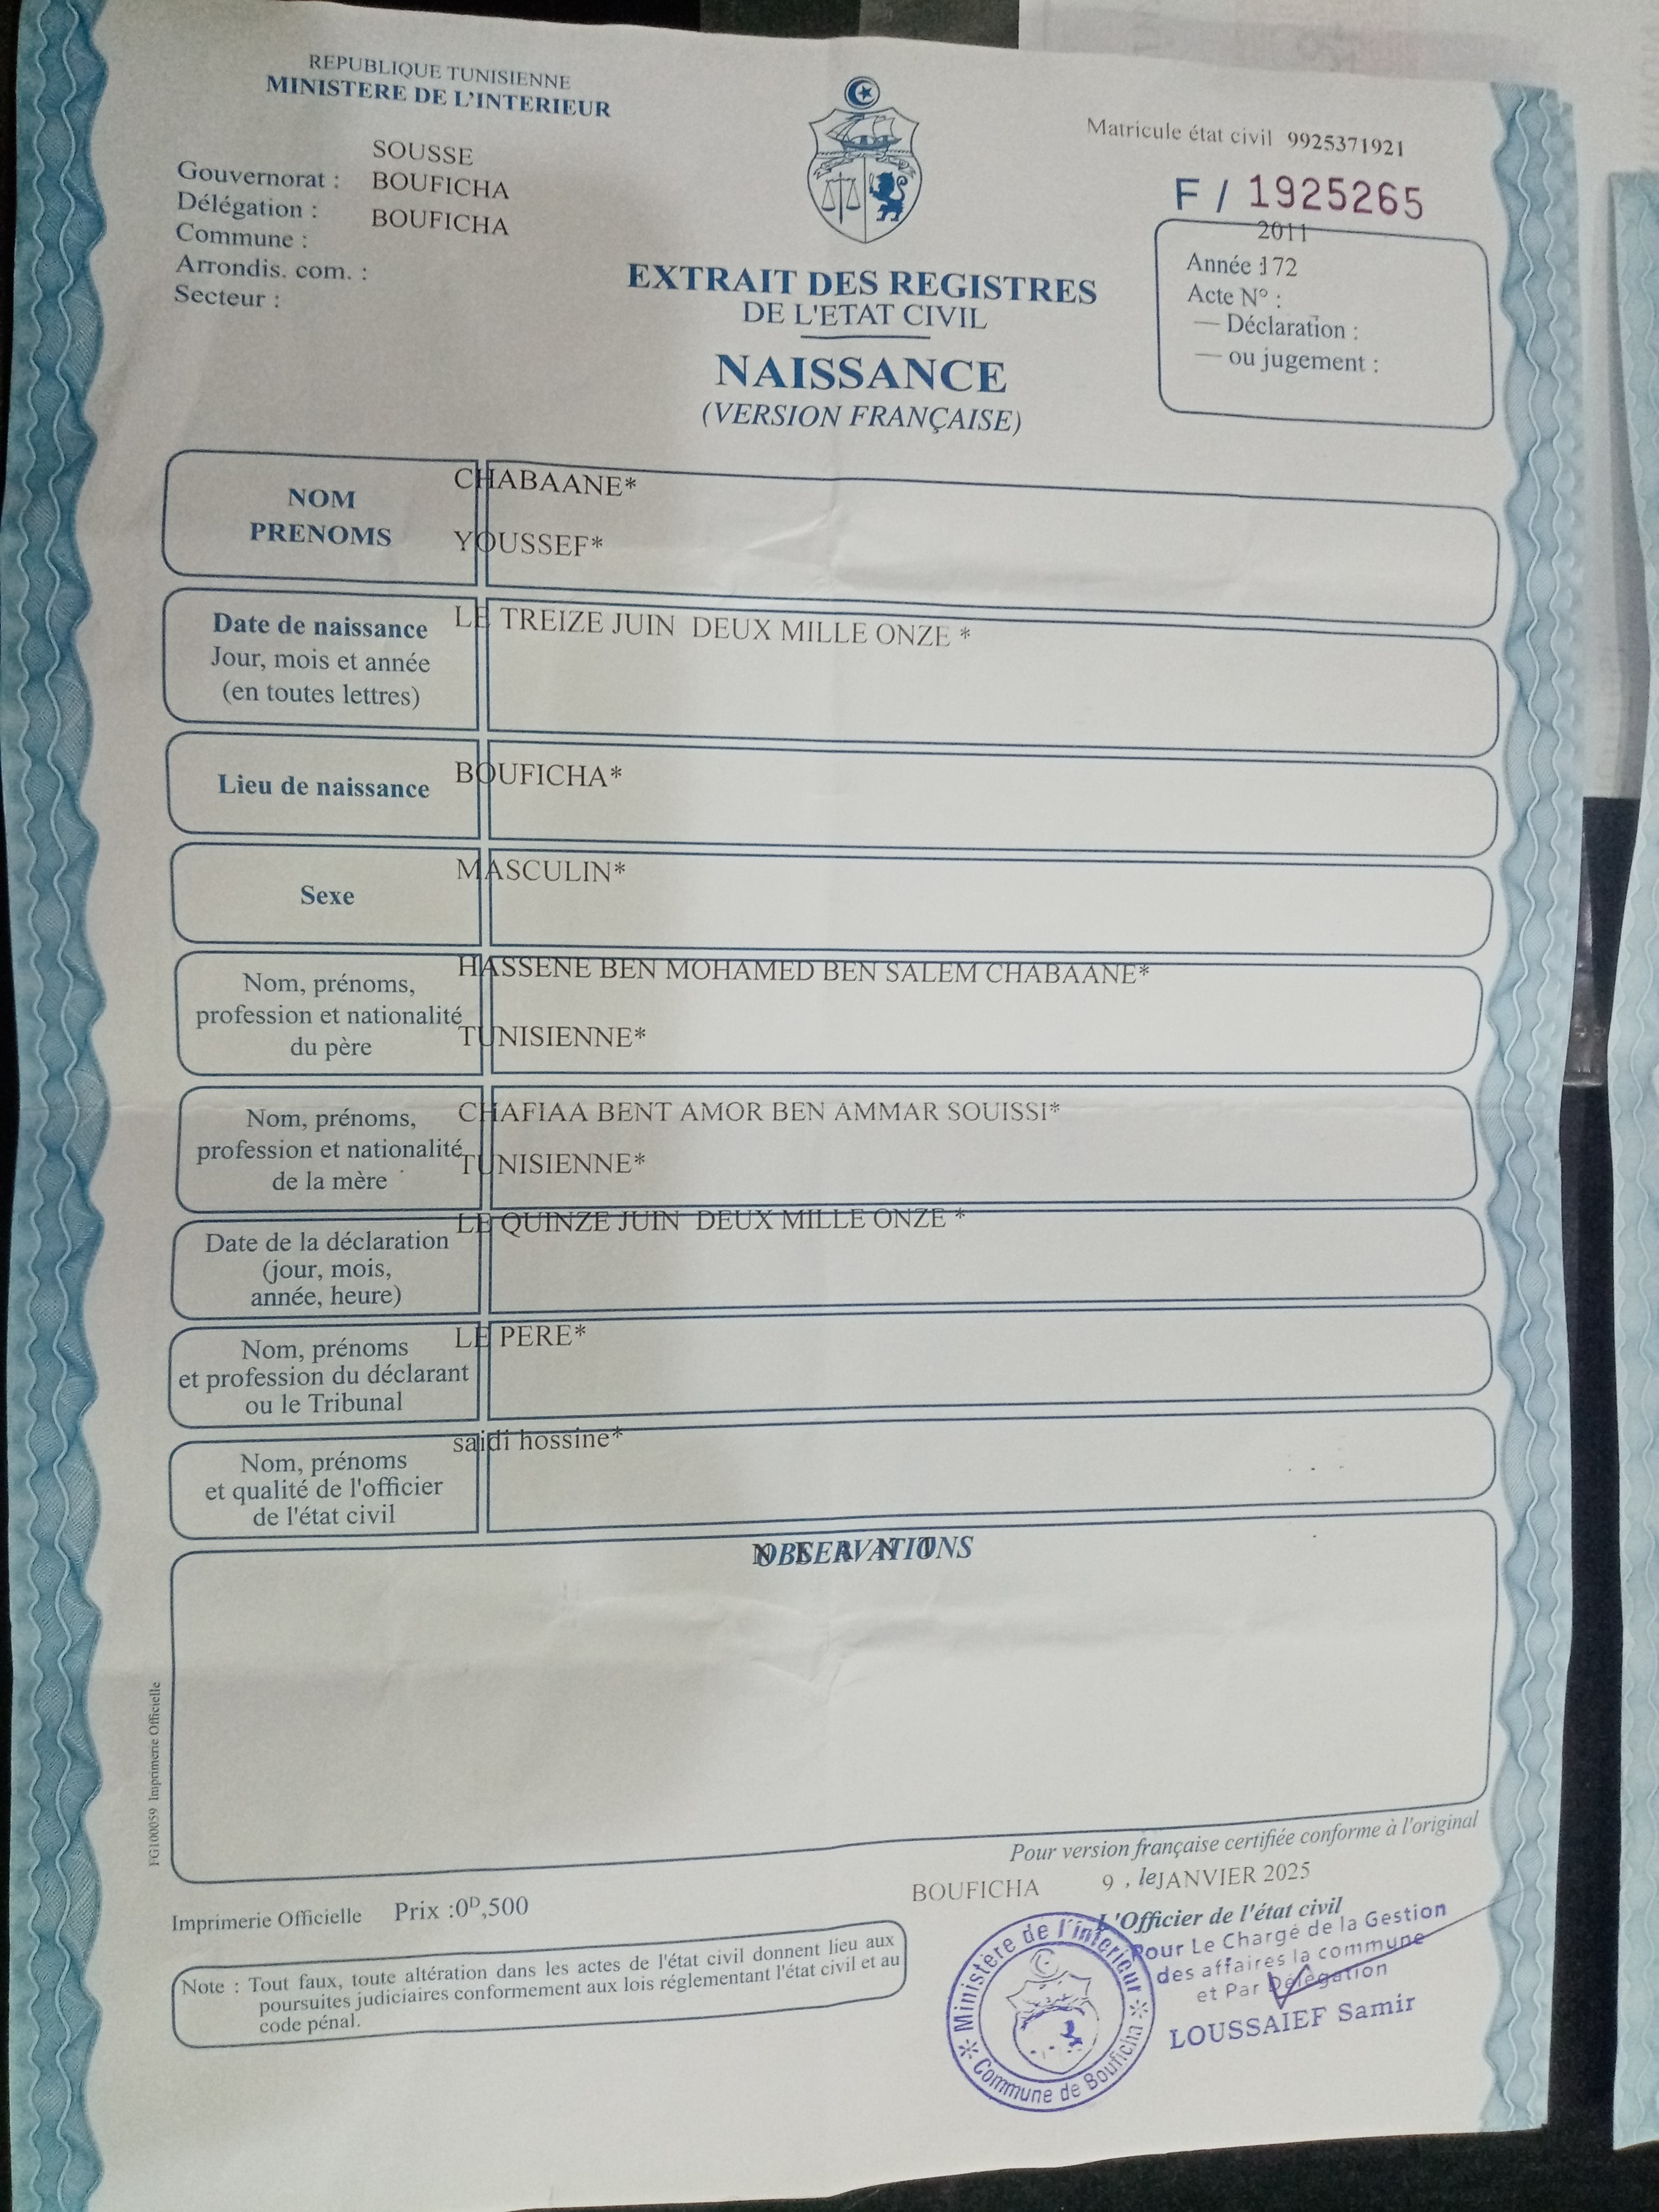 REPUBLIQUE TUNISIENNE
MINISTERE DE L'INTERIEUR
SOUSSE
Gouvernorat : BOUFICHA
Délégation :
BOUFICHA
Commune :
Arrondis. com. :
Secteur :
Matricule état civil 9925371921
F / 1925265
2011
Année :172
Acte N° :
— Déclaration :
— ou jugement :
EXTRAIT DES REGISTRES
DE L'ETAT CIVIL
NAISSANCE
(VERSION FRANÇAISE)
NOM
PRENOMS
CHABAANE*
YOUSSEF*
Date de naissance
Jour, mois et année
(en toutes lettres)
LE TREIZE JUIN DEUX MILLE ONZE *
Lieu de naissance
BOUFICHA*
Sexe
MASCULIN*
Nom, prénoms,
profession et nationalité
du père
HASSENE BEN MOHAMED BEN SALEM CHABAANE*
TUNISIENNE*
Nom, prénoms,
profession et nationalité
de la mère
CHAFIAA BENT AMOR BEN AMMAR SOUISSI*
TUNISIENNE*
Date de la déclaration
(jour, mois,
année, heure)
LE QUINZE JUIN DEUX MILLE ONZE *
Nom, prénoms
et profession du déclarant
ou le Tribunal
LE PERE*
Nom, prénoms
et qualité de l'officier
de l'état civil
saidi hossine*
OBSERVATIONS
N E A N T
FG100059 Imprimerie Officielle
Pour version française certifiée conforme à l'original
BOUFICHA 9 , le JANVIER 2025
L'Officier de l'état civil
Pour Le Chargé de la Gestion
des affaires la commune
et Par Délégation
LOUSSAIEF Samir
Ministère de l'intérieur
Commune de Bouficha
Imprimerie Officielle Prix :0D,500
Note : Tout faux, toute altération dans les actes de l'état civil donnent lieu aux
poursuites judiciaires conformement aux lois réglementant l'état civil et au
code pénal.